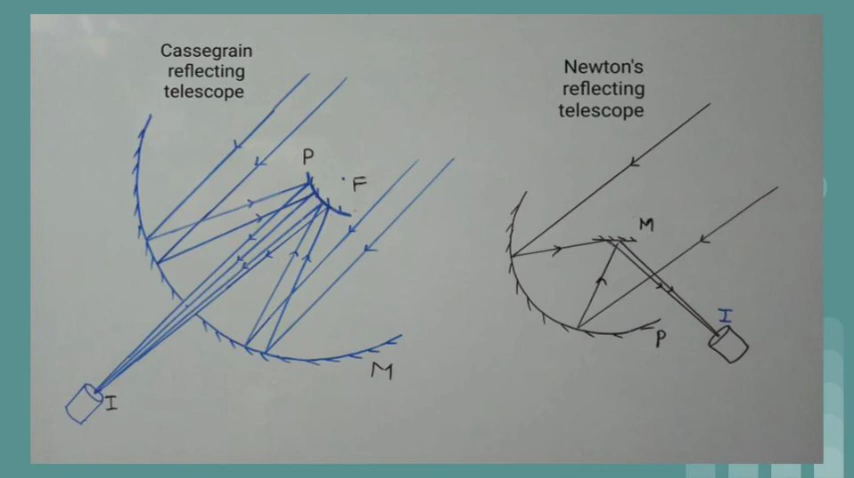 Cassegrain
reflecting
telescope
P
F
I
M
Newton's
reflecting
telescope
M
I
P